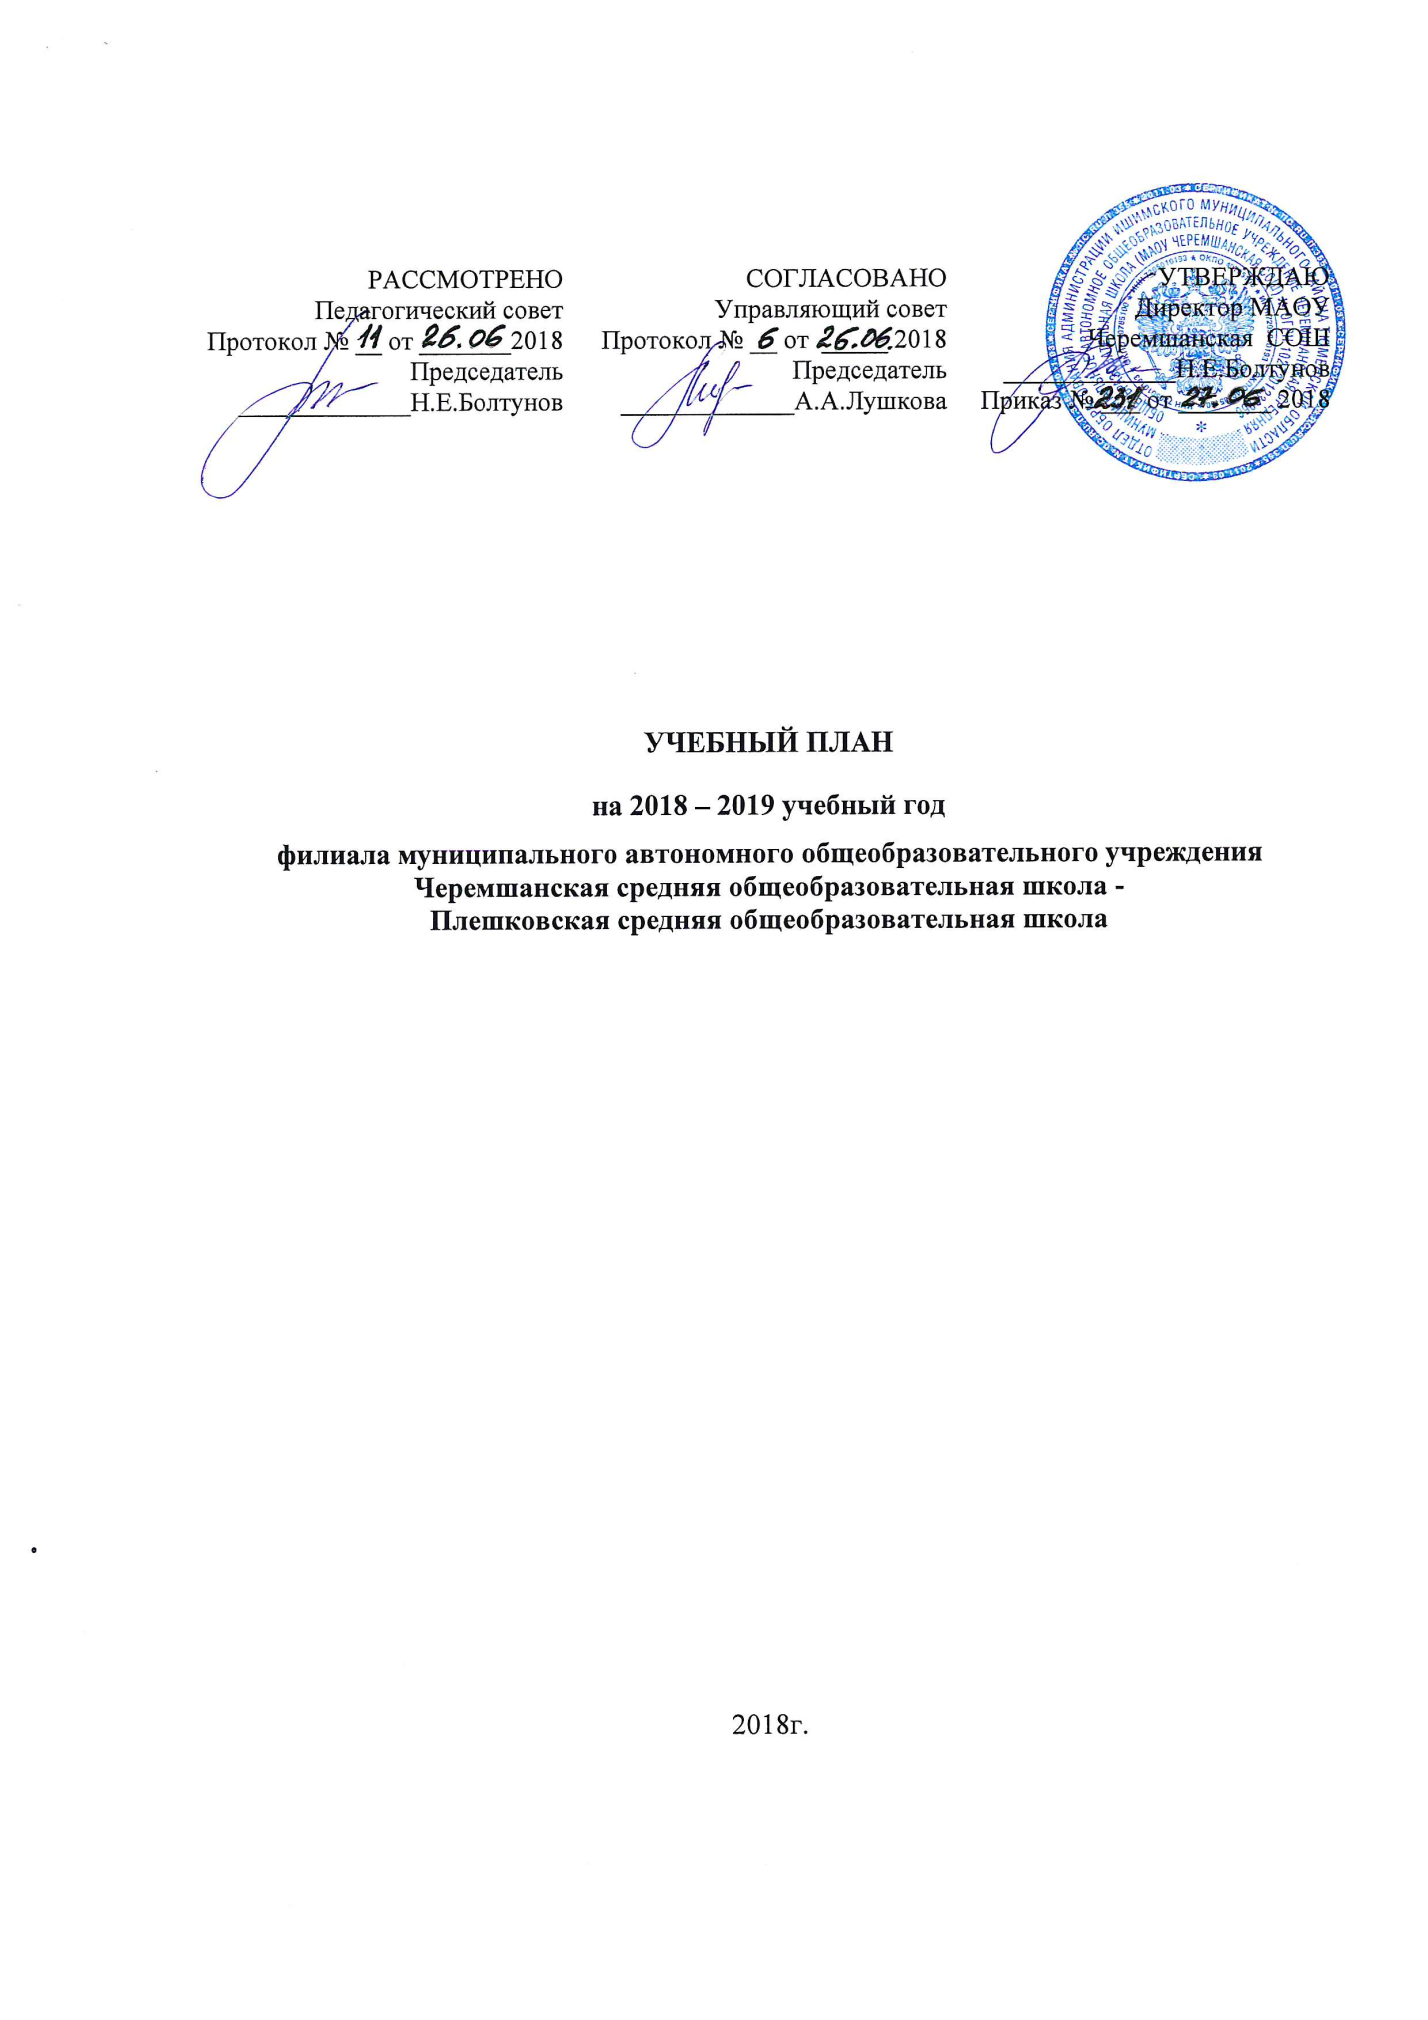 РАССМОТРЕНО
Педагогический совет
Протокол № 11 от 26.06 2018
Председатель
Н.Е.Болтунов
СОГЛАСОВАНО
Управляющий совет
Протокол № 6 от 26.06.2018
Председатель
А.А.Лушкова
УТВЕРЖДАЮ
Директор МАОУ
Черемшанская СОШ
Н.Е.Болтунов
Приказ №231 от 27 06 2018
УЧЕБНЫЙ ПЛАН
на 2018 – 2019 учебный год
филиала муниципального автономного общеобразовательного учреждения
Черемшанская средняя общеобразовательная школа -
Плешковская средняя общеобразовательная школа
2018г.